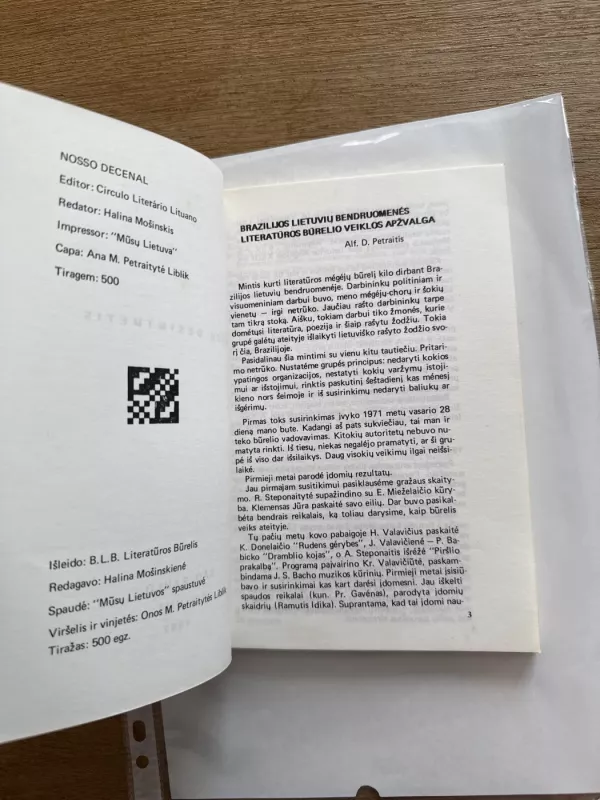 NOSSO DECENAL
Editor: Circulo Literário Lituano
Redator: Halina Mošinskis
Impressor: "Mūsų Lietuva"
Capa: Ana M. Petraitytė Liblik
Tiragem: 500
Išleido: B.L.B. Literatūros Būrelis
Redagavo: Halina Mošinskienė
Spaudė: "Mūsų Lietuvos" spaustuvė
Viršelis ir vinjetės: Onos M. Petraitytės Liblik
Tiražas: 500 egz.
BRAZILIJOS LIETUVIŲ BENDRUOMENĖS
LITERATŪROS BŪRELIO VEIKLOS APŽVALGA
Alf. D. Petraitis
Mintis kurti literatūros mėgėjų būrelį kilo dirbant Bra-
zilijos lietuvių bendruomenėje. Darbininkų politiniam ir
visuomeniniam darbui buvo, meno mėgėjų-chorų ir šokių
vienetų — irgi netrūko. Jaučiau rašto darbininkų tarpe
tam tikrą stoką. Aišku, tokiam darbui tiko žmonės, kurie
domėtųsi literatūra, poezija ir šiaip rašytu žodžiu. Tokia
grupė galėtų ateityje išlaikyti lietuviško rašyto žodžio svo-
rį čia, Brazilijoje.
Pasidalinau šia mintimi su vienu kitu tautiečiu. Pritari-
mo netrūko. Nustatėme grupės principus: nedaryti kokios
ypatingos organizacijos, nestatyti kokių varžymų įstoji-
mui ar išstojimui, rinktis paskutinį šeštadienį kas mėnesį
kieno nors šeimoje ir iš susirinkimų nedaryti baliukų ar
išgėrimų.
Pirmas toks susirinkimas įvyko 1971 metų vasario 28
dieną mano bute. Kadangi aš pats sukviečiau, tai man ir
teko būrelio vadovavimas. Kitokių autoritetų nebuvo nu-
matyta rinkti. Iš tiesų, niekas negalėjo pramatyti, ar ši gru-
pė iš viso dar išsilaikys. Daug visokių veikimų ilgai neišsi-
laikė.
Pirmieji metai parodė įdomių rezultatų.
Jau pirmajam susitikimui pasiklausėme gražaus skaity-
mo. R. Steponaitytė supažindino su E. Mieželaičio kūry-
ba. Klemensas Jūra paskaitė savo eilių. Dar buvo pasikal-
bėta bendrais reikalais, ką toliau darysime, kaip būrelis
veiks ateityje.
Tų pačių metų kovo pabaigoje H. Valavičius paskaitė
K. Donelaičio "Rudens gėrybes", J. Valavičienė — P. Ba-
bicko "Dramblio kojas", o A. Steponaitis išrėžė "Piršlio
prakalbą". Programą paįvairino Kr. Valavičiūtė, paskam-
bindama J. S. Bacho muzikos kūrinių. Pirmieji metai įsisiū-
bavo ir susirinkimai kas kart darėsi įdomesni. Jau iškelti
spaudos reikalai (kun. Pr. Gavėnas), parodyta įdomių
skaidrių (Ramutis Idika). Suprantama, kad tai įdomi nau-
3